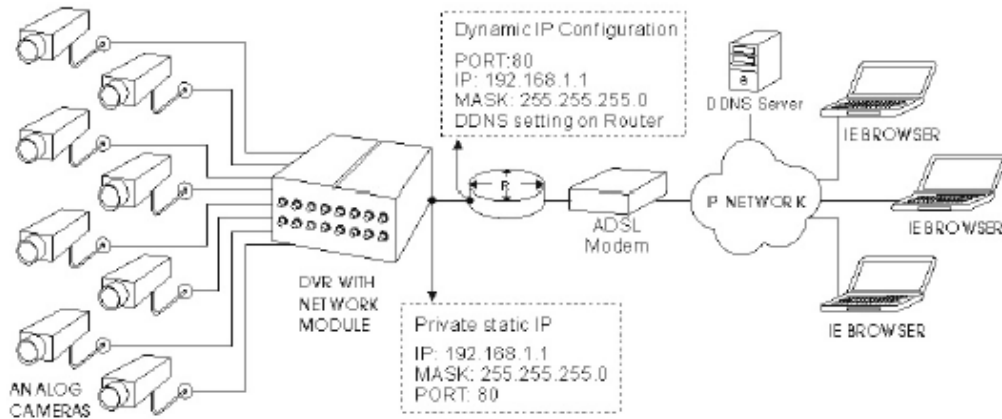 Dynamic IP Configuration
PORT:80
IP: 192.168.1.1
MASK: 255.255.255.0
DDNS setting on Router
DDNS Server
IE BROWSER
R
IP NETWORK
IE BROWSER
ADSL
Modem
DVR WITH
NETWORK
MODULE
IE BROWSER
Private static IP
IP: 192.168.1.1
MASK: 255.255.255.0
PORT: 80
ANALOG
CAMERAS